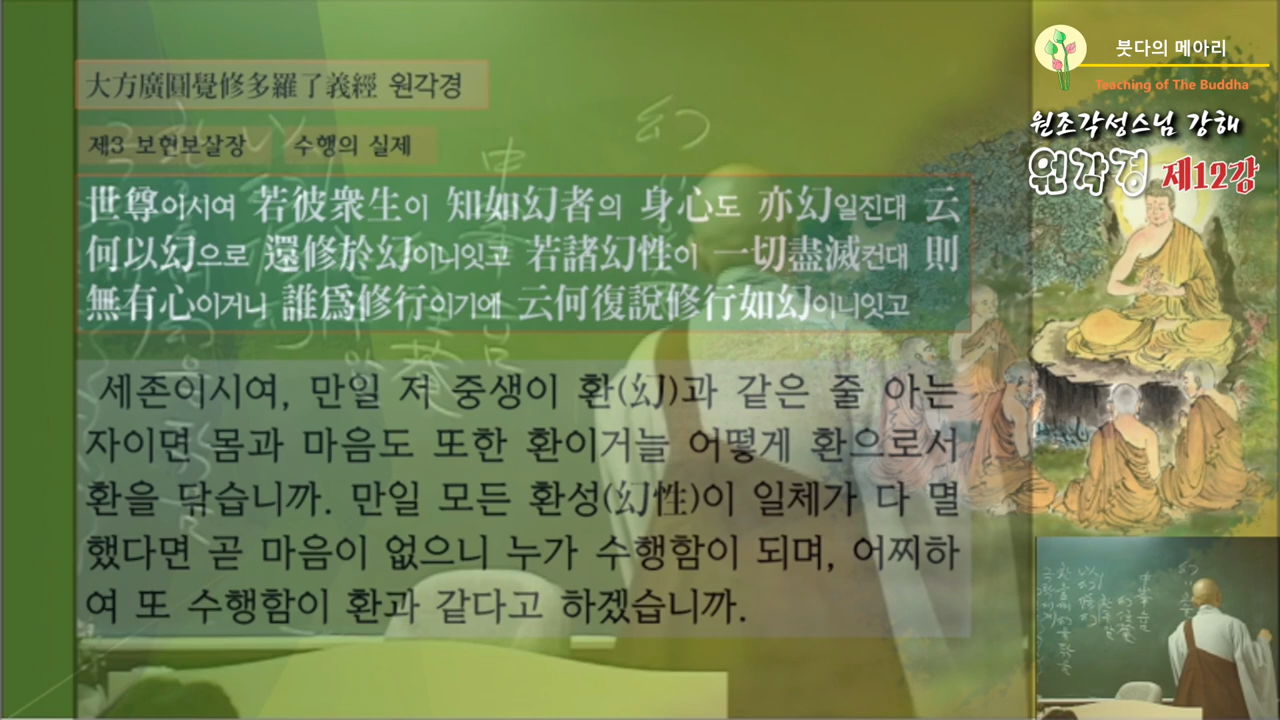 大方廣圓覺修多羅了義經 원각경
제3 보현보살장 수행의 실제
世尊이시여 若彼衆生이 知如幻者의 身心도 亦幻일진대 云
何以幻으로 還修於幻이니잇고 若諸幻性이 一切盡滅컨대 則
無有心이거니 誰爲修行이기에 云何復說修行如幻이니잇고
세존이시여, 만일 저 중생이 환(幻)과 같은 줄 아는
자이면 몸과 마음도 또한 환이거늘 어떻게 환으로서
환을 닦습니까. 만일 모든 환성(幻性)이 일체가 다 멸
했다면 곧 마음이 없으니 누가 수행함이 되며, 어찌하
여 또 수행함이 환과 같다고 하겠습니까.
붓다의 메아리
Teaching of The Buddha
원조각성스님 강해
원각경 제12강
幻